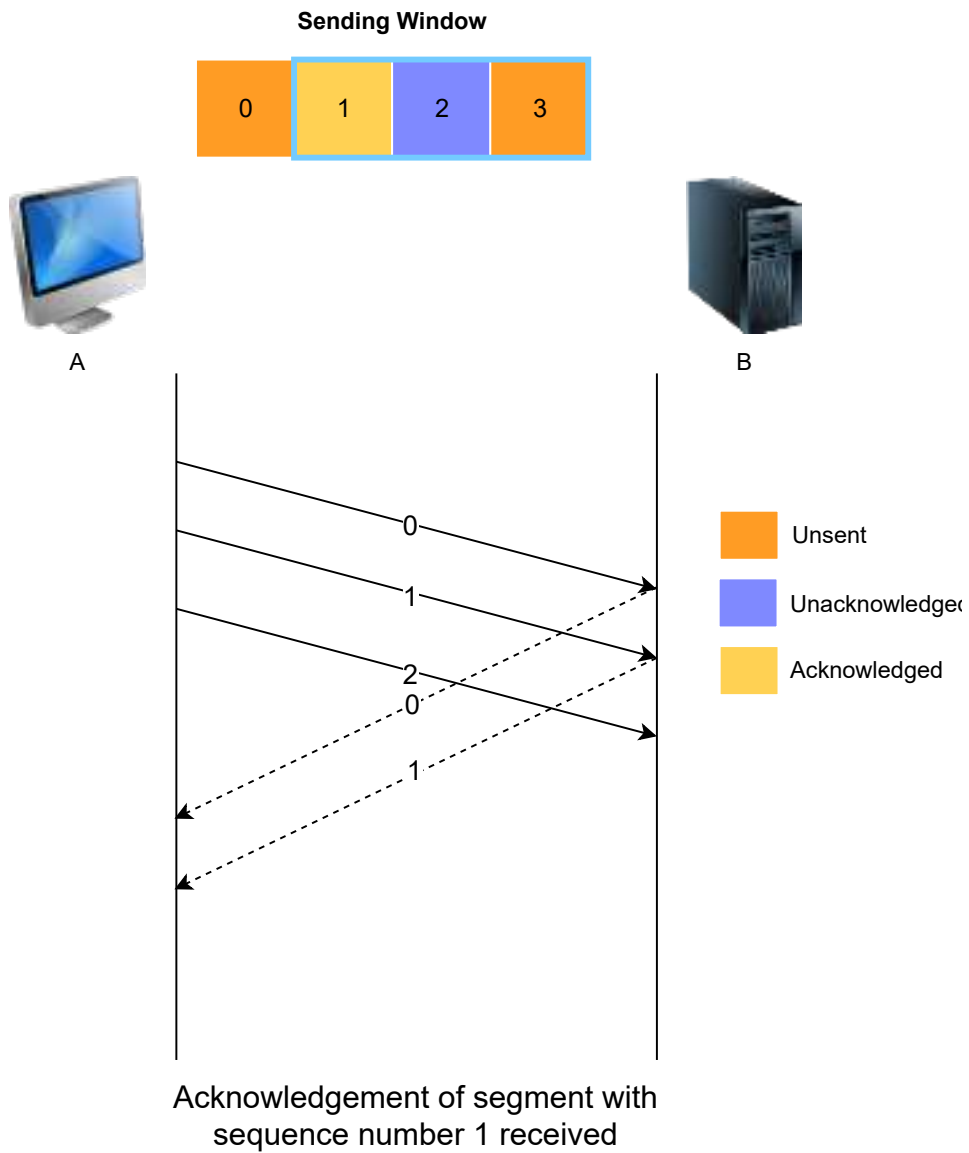 Sending Window
0 1 2 3
A B
0
1
2
0
1
Unsent
Unacknowledged
Acknowledged
Acknowledgement of segment with
sequence number 1 received